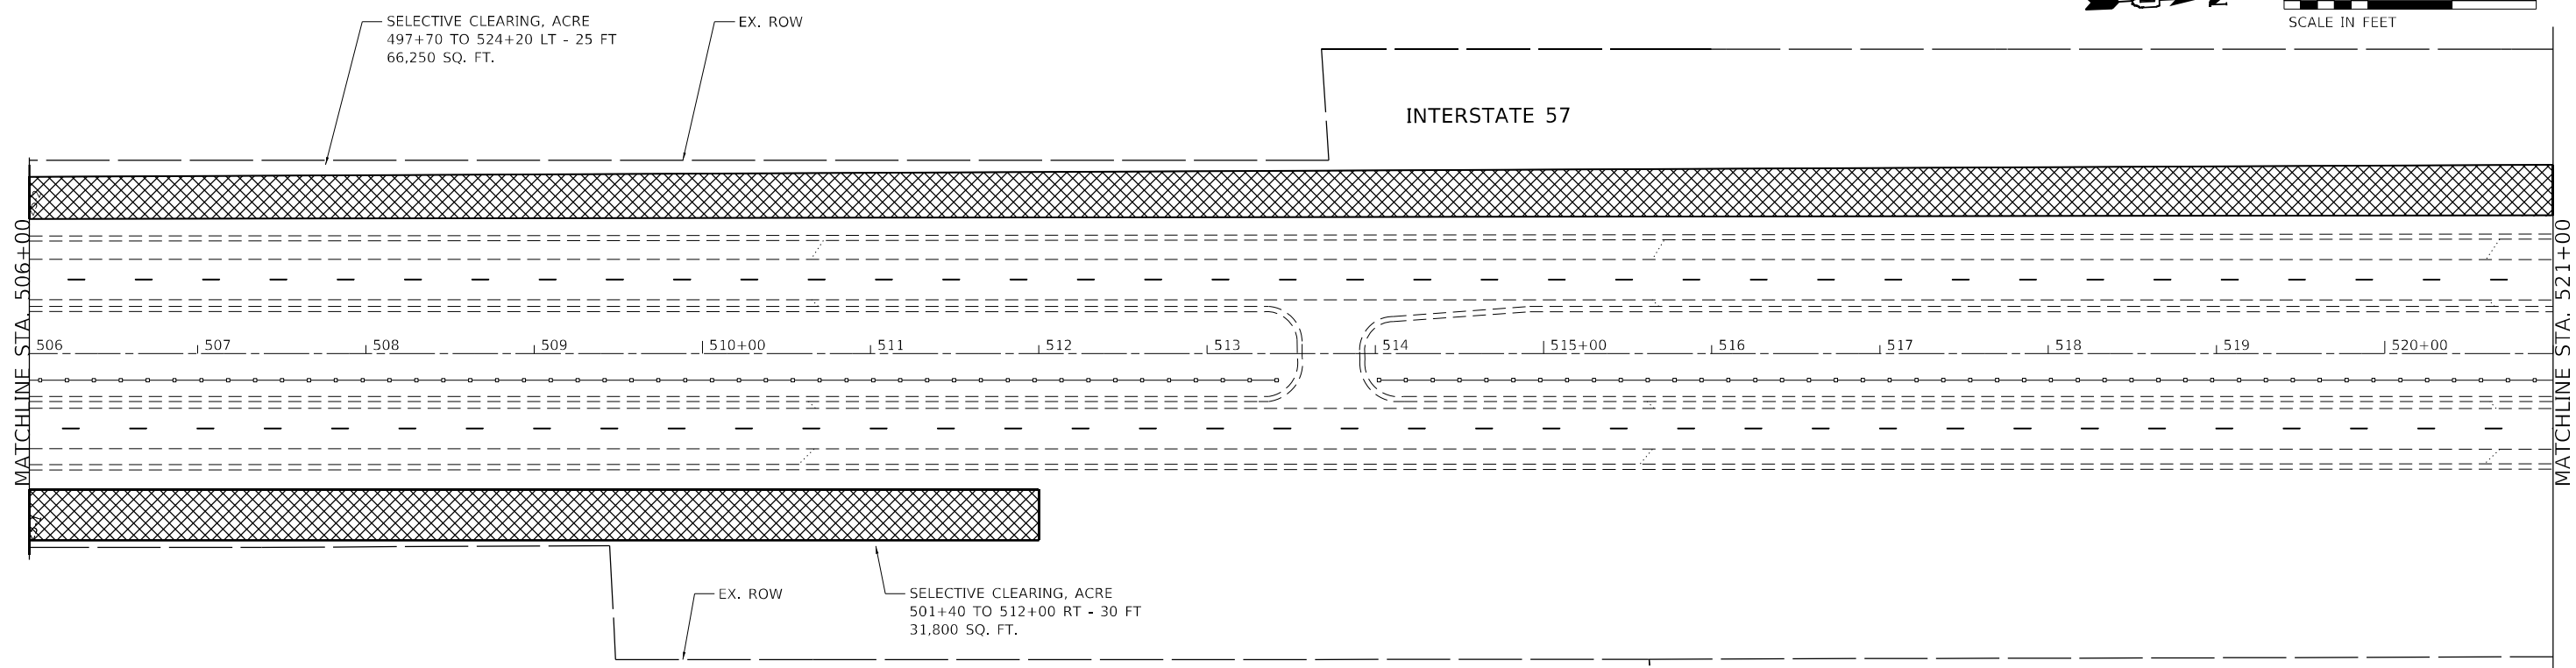 SELECTIVE CLEARING, ACRE
497+70 TO 524+20 LT - 25 FT
66,250 SQ. FT.
EX. ROW
SCALE IN FEET
INTERSTATE 57
MATCHLINE STA. 506+00
MATCHLINE STA. 521+00
506 507 508 509 510+00 511 512 513 514 515+00 516 517 518 519 520+00
EX. ROW
SELECTIVE CLEARING, ACRE
501+40 TO 512+00 RT - 30 FT
31,800 SQ. FT.